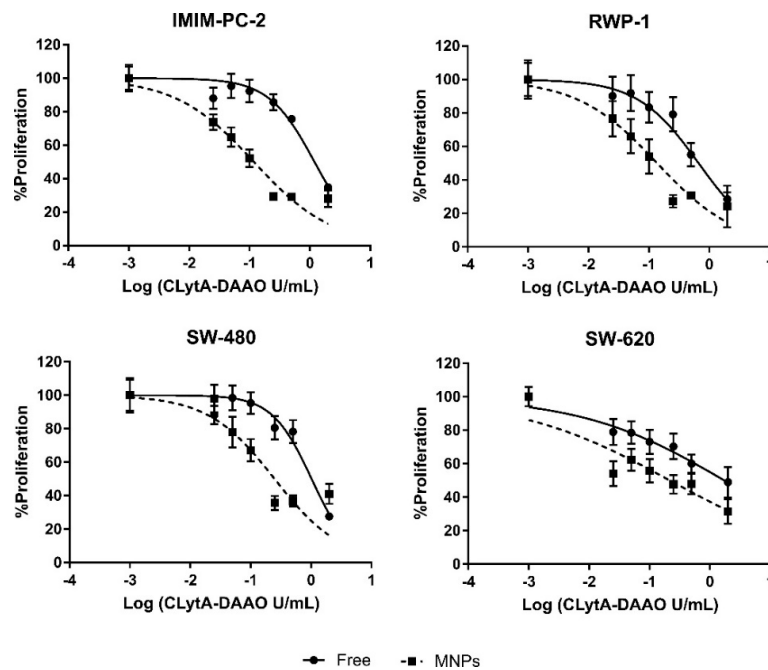 IMIM-PC-2
RWP-1
120
100
80
60
40
20
0
%Proliferation
-4 -3 -2 -1 0 1
Log (CLytA-DAAO U/mL)
120
100
80
60
40
20
0
%Proliferation
-4 -3 -2 -1 0 1
Log (CLytA-DAAO U/mL)
SW-480
SW-620
120
100
80
60
40
20
0
%Proliferation
-4 -3 -2 -1 0 1
Log (CLytA-DAAO U/mL)
120
100
80
60
40
20
0
%Proliferation
-4 -3 -2 -1 0 1
Log (CLytA-DAAO U/mL)
Free MNPs